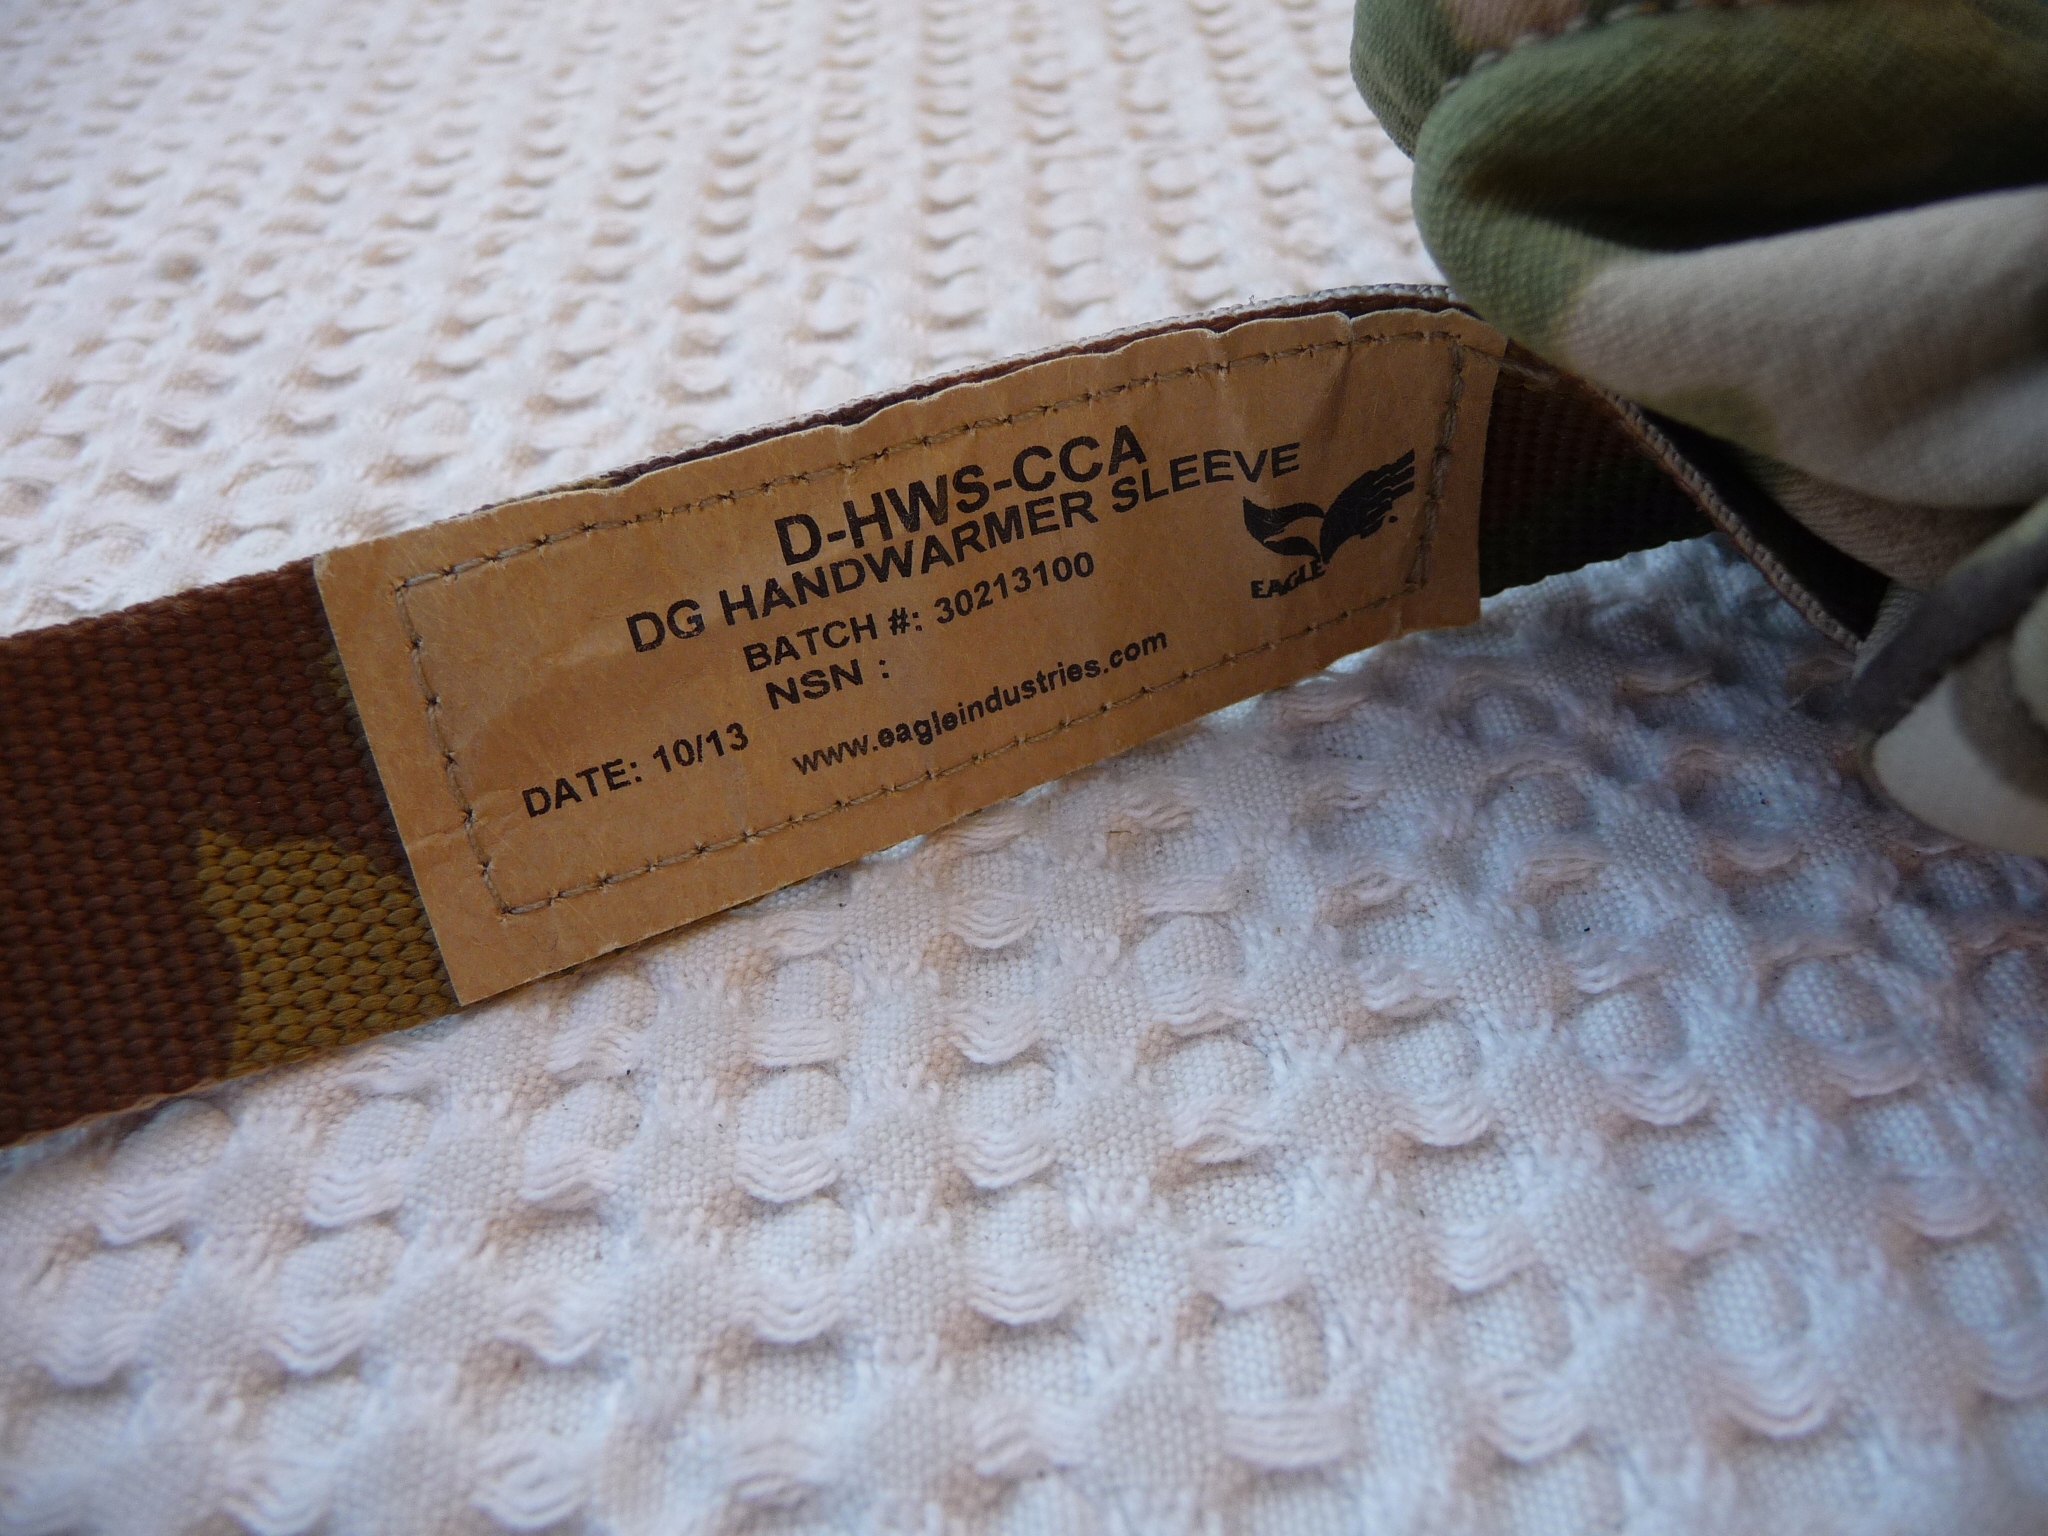 D-HWS-CCA
DG HANDWARMER SLEEVE
BATCH #: 30213100
NSN :
DATE: 10/13
www.eagleindustries.com
EAGLE